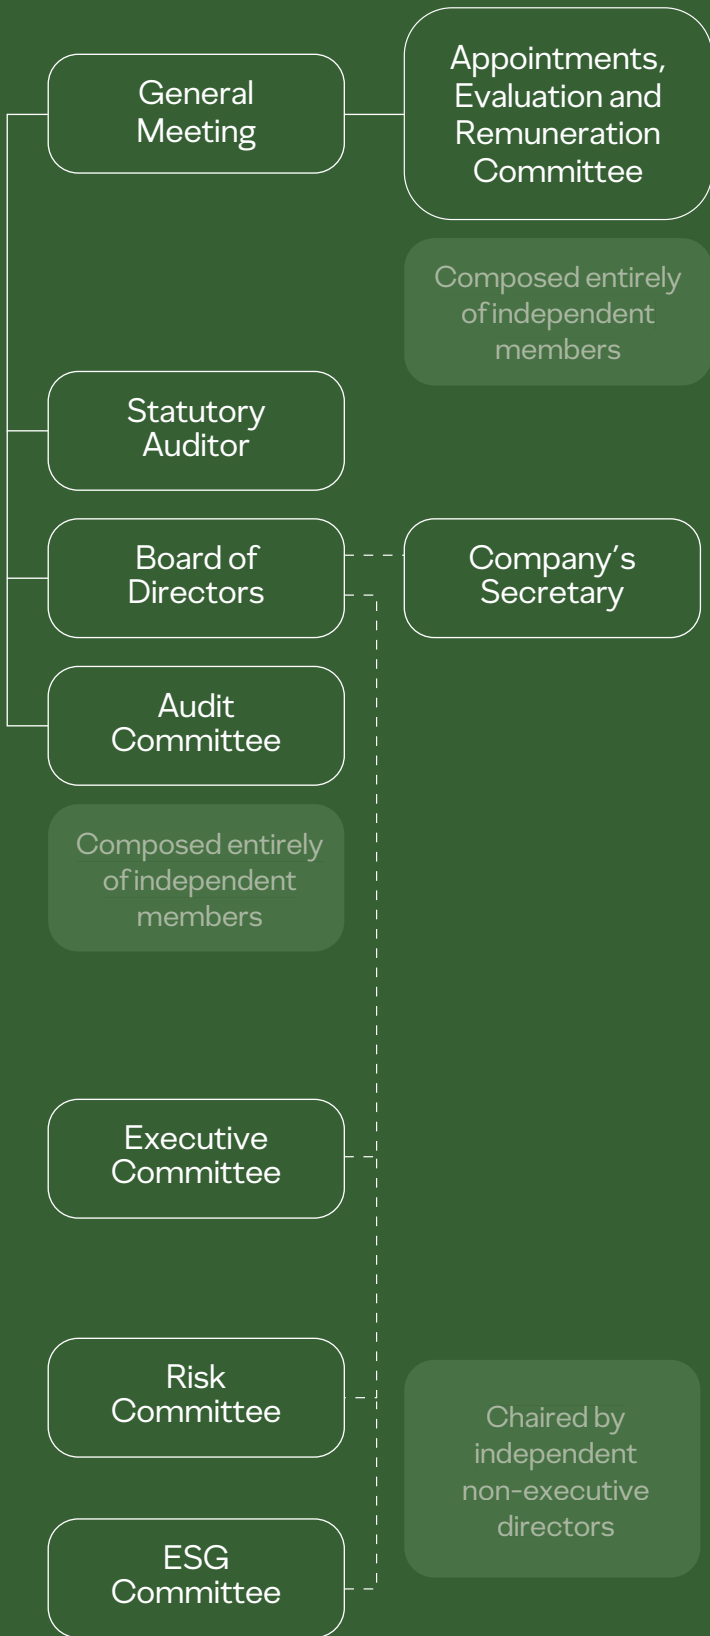 General
Meeting
Appointments,
Evaluation and
Remuneration
Committee
Composed entirely
of independent
members
Statutory
Auditor
Board of
Directors
Company's
Secretary
Audit
Committee
Composed entirely
of independent
members
Executive
Committee
Risk
Committee
Chaired by
independent
non-executive
directors
ESG
Committee